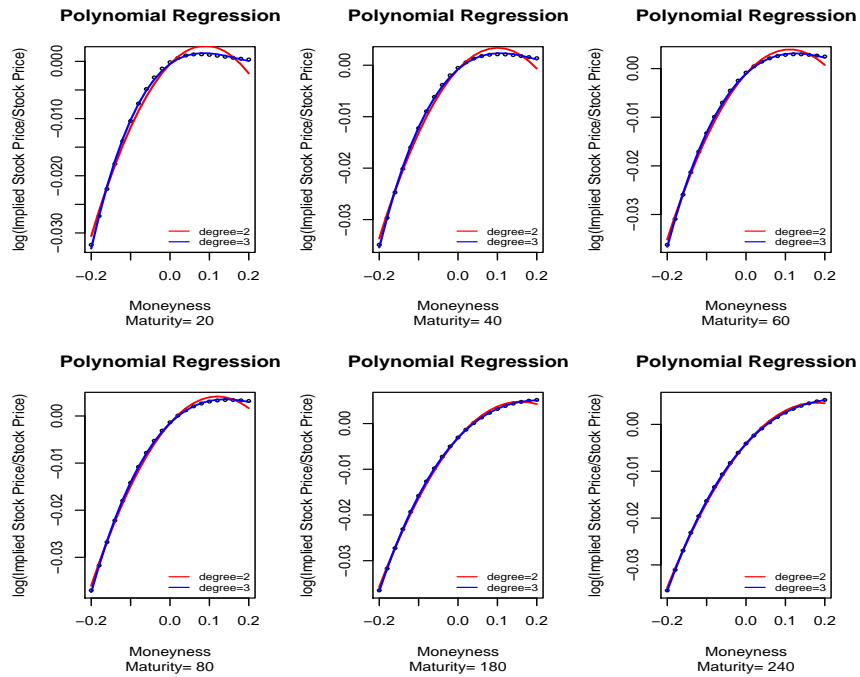 Polynomial Regression
log(Implied Stock Price/Stock Price)
0.000
−0.010
−0.020
−0.030
degree=2
degree=3
−0.2
0.0
0.1
0.2
Moneyness
Maturity= 20
Polynomial Regression
log(Implied Stock Price/Stock Price)
0.00
−0.01
−0.02
−0.03
degree=2
degree=3
−0.2
0.0
0.1
0.2
Moneyness
Maturity= 40
Polynomial Regression
log(Implied Stock Price/Stock Price)
0.00
−0.01
−0.02
−0.03
degree=2
degree=3
−0.2
0.0
0.1
0.2
Moneyness
Maturity= 60
Polynomial Regression
log(Implied Stock Price/Stock Price)
0.00
−0.01
−0.02
−0.03
degree=2
degree=3
−0.2
0.0
0.1
0.2
Moneyness
Maturity= 80
Polynomial Regression
log(Implied Stock Price/Stock Price)
0.00
−0.01
−0.02
−0.03
degree=2
degree=3
−0.2
0.0
0.1
0.2
Moneyness
Maturity= 180
Polynomial Regression
log(Implied Stock Price/Stock Price)
0.00
−0.01
−0.02
−0.03
degree=2
degree=3
−0.2
0.0
0.1
0.2
Moneyness
Maturity= 240